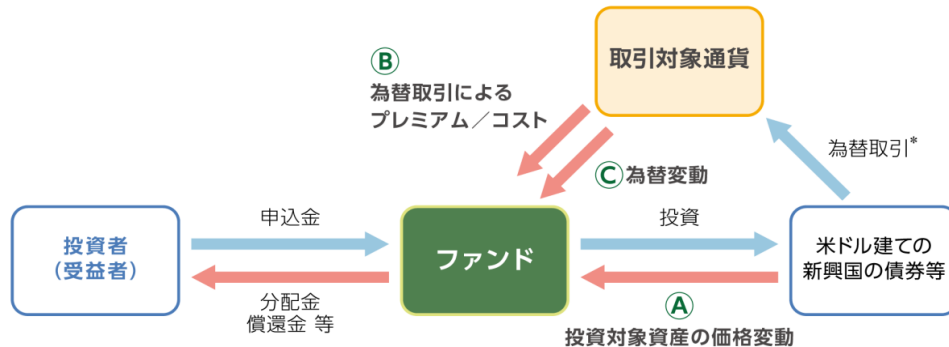 取引対象通貨
Ⓑ
為替取引による
プレミアム／コスト
為替取引*
Ⓒ為替変動
投資者
（受益者）
申込金
分配金
償還金 等
ファンド
投資
Ⓐ
投資対象資産の価格変動
米ドル建ての
新興国の債券等